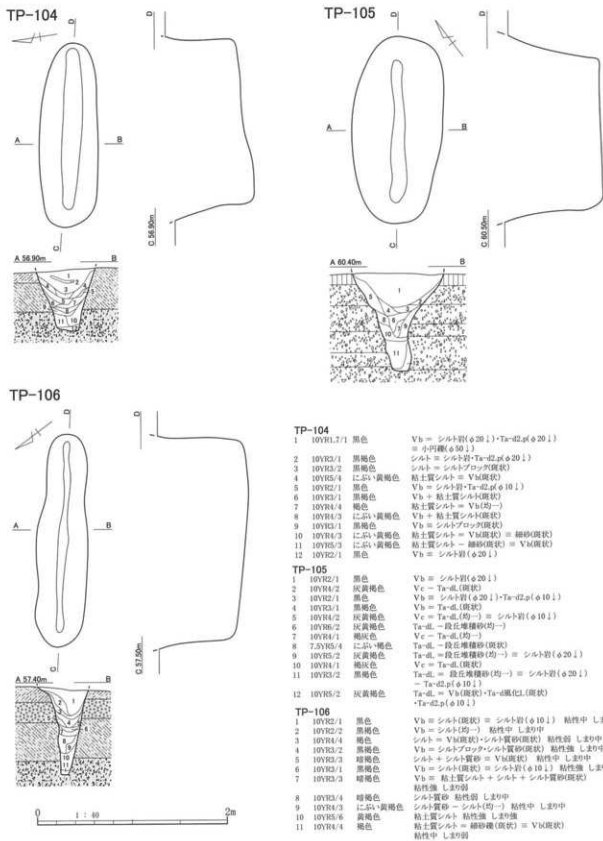 TP-104
D
A
B
C
D
C 56.90m
A 56.90m
B
TP-105
D
A
B
C
D
C 60.50m
A 60.40m
B
TP-106
D
A
B
C
D
C 57.50m
A 57.40m
B
0 1:40 2m
TP-104
1 10YR1.7/1 黒色 Vb = シルト岩(φ20↓)・Ta-d2.p(φ20↓)
≡ 小円礫(φ50↓)
2 10YR3/1 黒褐色 シルト ≡ シルト岩・Ta-d2.p(φ20↓)
3 10YR3/2 黒褐色 シルト = シルトブロック(斑状)
4 10YR5/4 にぶい黄褐色 粘土質シルト = Vb(斑状)
5 10YR2/1 黒色 Vb = シルト岩・Ta-d2.p(φ10↓)
6 10YR3/1 黒褐色 Vb + 粘土質シルト(斑状)
7 10YR4/4 褐色 粘土質シルト = Vb(均一)
8 10YR4/3 にぶい黄褐色 Vb + 粘土質シルト(斑状)
9 10YR3/1 黒褐色 Vb ≡ シルトブロック(斑状)
10 10YR4/3 にぶい黄褐色 粘土質シルト = Vb(斑状) ≡ 細砂(斑状)
11 10YR5/3 にぶい黄褐色 粘土質シルト − 細砂(斑状) ≡ Vb(斑状)
12 10YR2/1 黒色 Vb ≡ シルト岩(φ20↓)
TP-105
1 10YR2/1 黒色 Vb ≡ シルト岩(φ20↓)
2 10YR4/2 灰黄褐色 Vc − Ta-dL(斑状)
3 10YR2/1 黒色 Vb ≡ シルト岩(φ20↓)・Ta-d2.p(φ10↓)
4 10YR3/1 黒褐色 Vb = Ta-dL(斑状)
5 10YR4/2 灰黄褐色 Vc = Ta-dL(均一) ≡ シルト岩(φ10↓)
6 10YR6/2 灰黄褐色 Ta-dL − 段丘堆積砂(均一)
7 10YR4/1 褐灰色 Vc − Ta-dL(均一)
8 7.5YR5/4 にぶい褐色 Ta-dL − 段丘堆積砂(斑状)
9 10YR5/2 灰黄褐色 Ta-dL = 段丘堆積砂(均一) ≡ シルト岩(φ20↓)
10 10YR4/1 褐灰色 Vc = Ta-dL(斑状)
11 10YR3/2 黒褐色 Ta-dL = 段丘堆積砂(均一) ≡ シルト岩(φ20↓)
− Ta-d2.p(φ10↓)
12 10YR5/2 灰黄褐色 Ta-dL = Vb(斑状)・Ta-d風化L(斑状)
・Ta-d2.p(φ10↓)
TP-106
1 10YR2/1 黒色 Vb ≡ シルト(斑状) ≡ シルト岩(φ10↓) 粘性中 しま
2 10YR2/2 黒褐色 Vb = シルト(均一) 粘性中 しまり中
3 10YR4/4 褐色 シルト = Vb(斑状)・シルト質砂(斑状) 粘性弱 しまり中
4 10YR3/2 黒褐色 Vb = シルトブロック・シルト質砂(斑状) 粘性強 しまり中
5 10YR3/3 暗褐色 シルト + シルト質砂 ≡ Vb(斑状) 粘性中 しまり中
6 10YR3/1 黒褐色 Vb = シルト(斑状) ≡ シルト岩(φ10↓) 粘性強 しまり中
7 10YR3/3 暗褐色 Vb ≡ 粘土質シルト + シルト + シルト質砂(斑状)
粘性強 しまり弱
8 10YR3/4 暗褐色 シルト質砂 粘性弱 しまり中
9 10YR4/3 にぶい黄褐色 シルト質砂 − シルト(均一) 粘性中 しまり中
10 10YR5/6 黄褐色 粘土質シルト 粘性強 しまり強
11 10YR4/4 褐色 粘土質シルト = 細砂礫(斑状) ≡ Vb(斑状)
粘性中 しまり弱